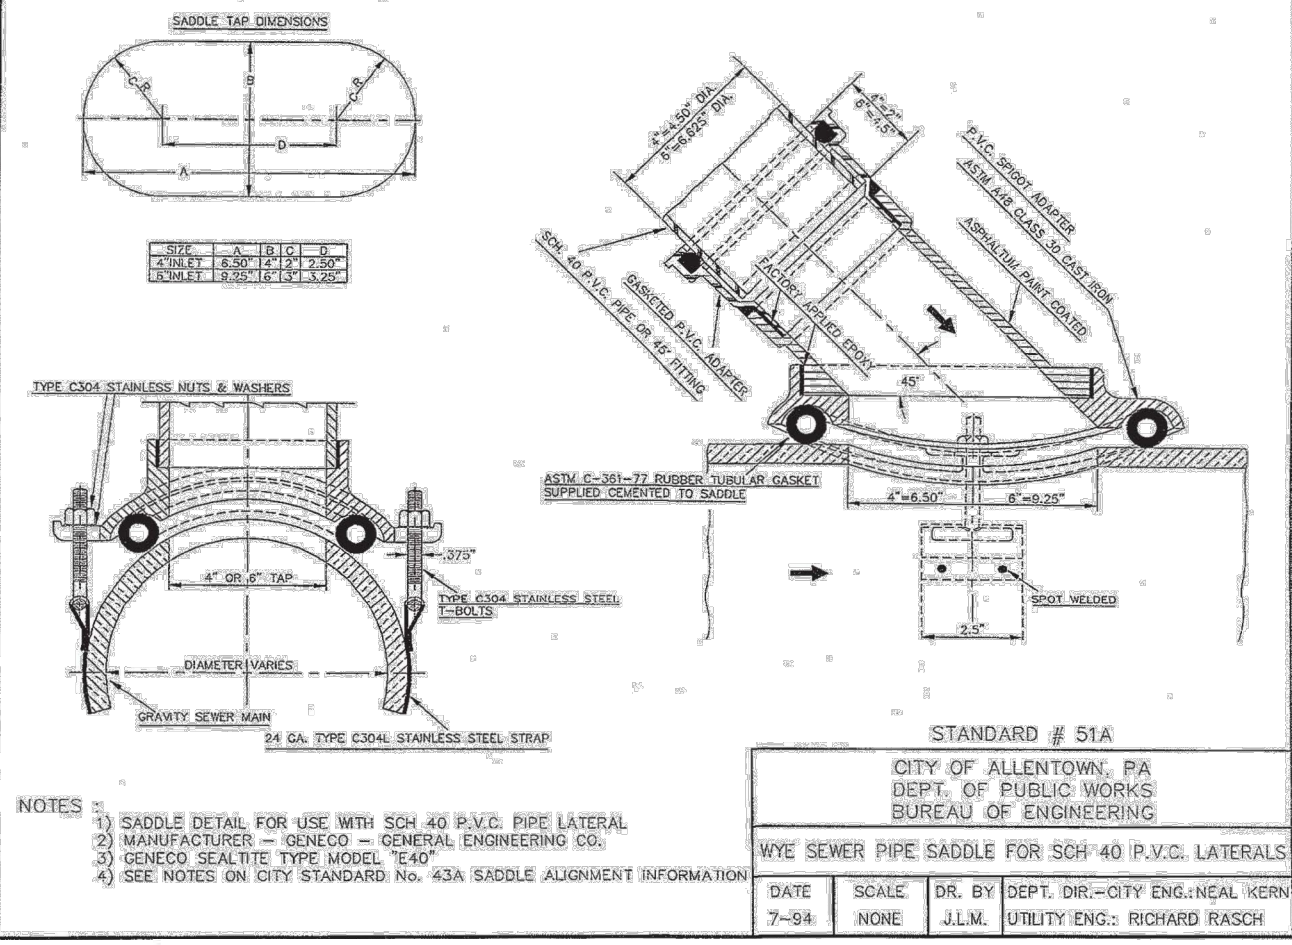 SADDLE TAP DIMENSIONS
C R
B
C R
D
A
SIZE A B C D
4"INLET 6.50" 4" 2" 2.50"
6"INLET 9.25" 6" 3" 3.25"
4"=4.50" DIA.
6"=6.625" DIA.
4"=2"
6"=4.5"
P.V.C. SPIGOT ADAPTER
ASTM A48 CLASS 30 CAST IRON
ASPHALTUM PAINT COATED
SCH. 40 P.V.C. PIPE OR 45° FITTING
GASKETED P.V.C. ADAPTER
FACTORY APPLIED EPOXY
45°
ASTM C-361-77 RUBBER TUBULAR GASKET
SUPPLIED CEMENTED TO SADDLE
4"=6.50" 6"=9.25"
SPOT WELDED
2.5"
TYPE C304 STAINLESS NUTS & WASHERS
.375"
4" OR 6" TAP
TYPE C304 STAINLESS STEEL
T-BOLTS
DIAMETER VARIES
GRAVITY SEWER MAIN
24 GA. TYPE C304L STAINLESS STEEL STRAP
NOTES :
1) SADDLE DETAIL FOR USE WITH SCH 40 P.V.C. PIPE LATERAL
2) MANUFACTURER - GENECO - GENERAL ENGINEERING CO.
3) GENECO SEALTITE TYPE MODEL "E40"
4) SEE NOTES ON CITY STANDARD No. 43A SADDLE ALIGNMENT INFORMATION
STANDARD # 51A
CITY OF ALLENTOWN, PA
DEPT. OF PUBLIC WORKS
BUREAU OF ENGINEERING
WYE SEWER PIPE SADDLE FOR SCH 40 P.V.C. LATERALS
DATE SCALE DR. BY DEPT. DIR.-CITY ENG.: NEAL KERN
7-94 NONE J.L.M. UTILITY ENG.: RICHARD RASCH